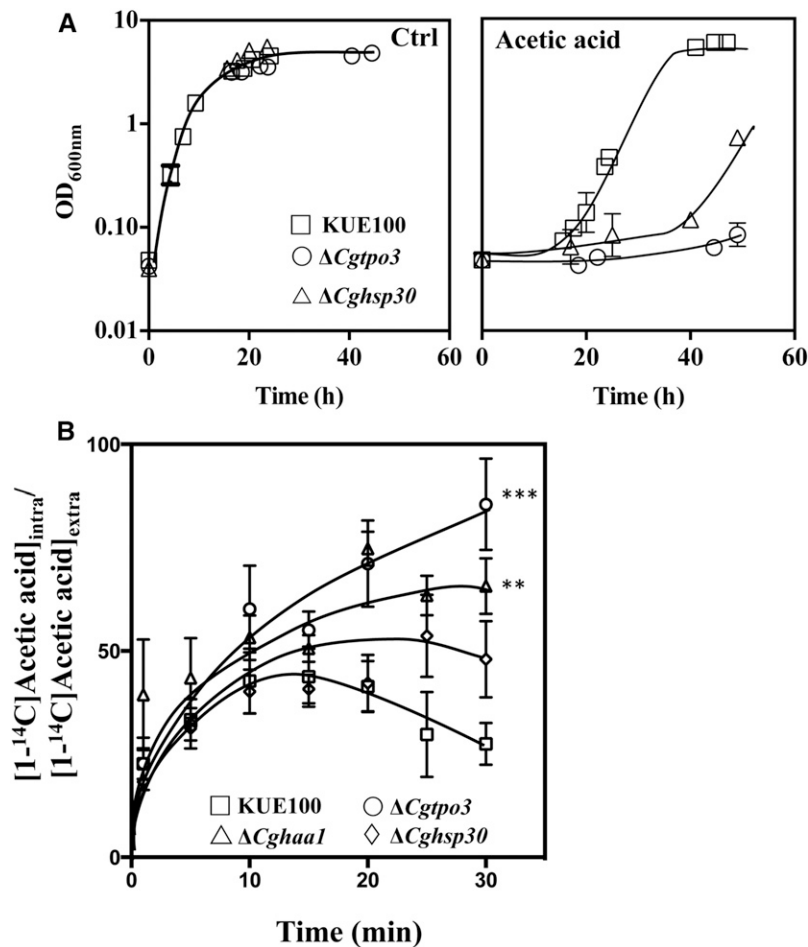 A
Ctrl
Acetic acid
10
1
0.10
0.01
OD600nm
KUE100
ΔCgtpo3
ΔCghsp30
0 20 40 60
0 20 40 60
Time (h)
Time (h)
B
100
50
0
[1-¹⁴C]Acetic acid]intra/
[1-¹⁴C]Acetic acid]extra
***
**
KUE100
ΔCgtpo3
ΔCghaa1
ΔCghsp30
0 10 20 30
Time (min)